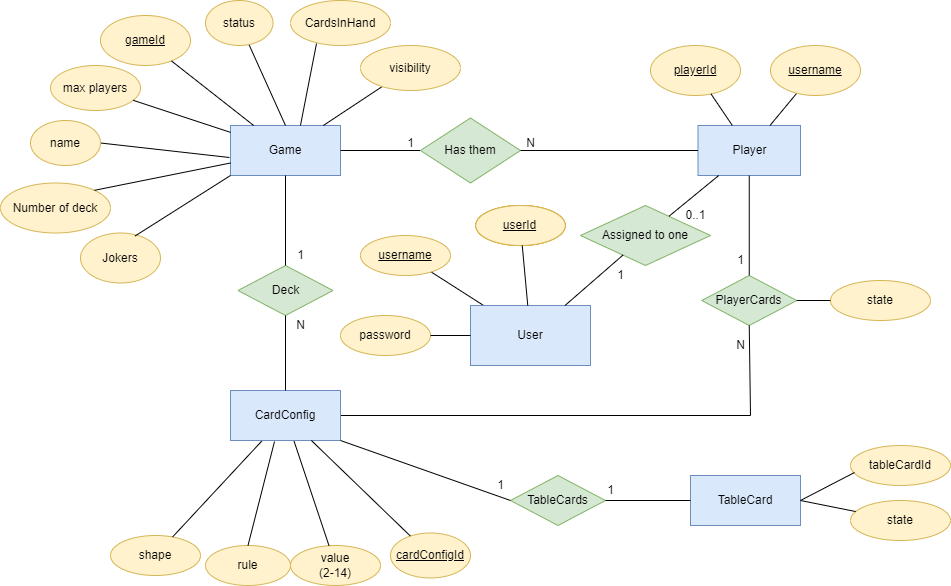 status
CardsInHand
gameId
visibility
playerId
username
max players
name
Game
1
Has them
N
Player
Number of deck
Jokers
userId
0..1
Assigned to one
username
1
1
1
Deck
PlayerCards
state
N
password
User
N
CardConfig
tableCardId
1
TableCards
1
TableCard
state
shape
rule
value
(2-14)
cardConfigId